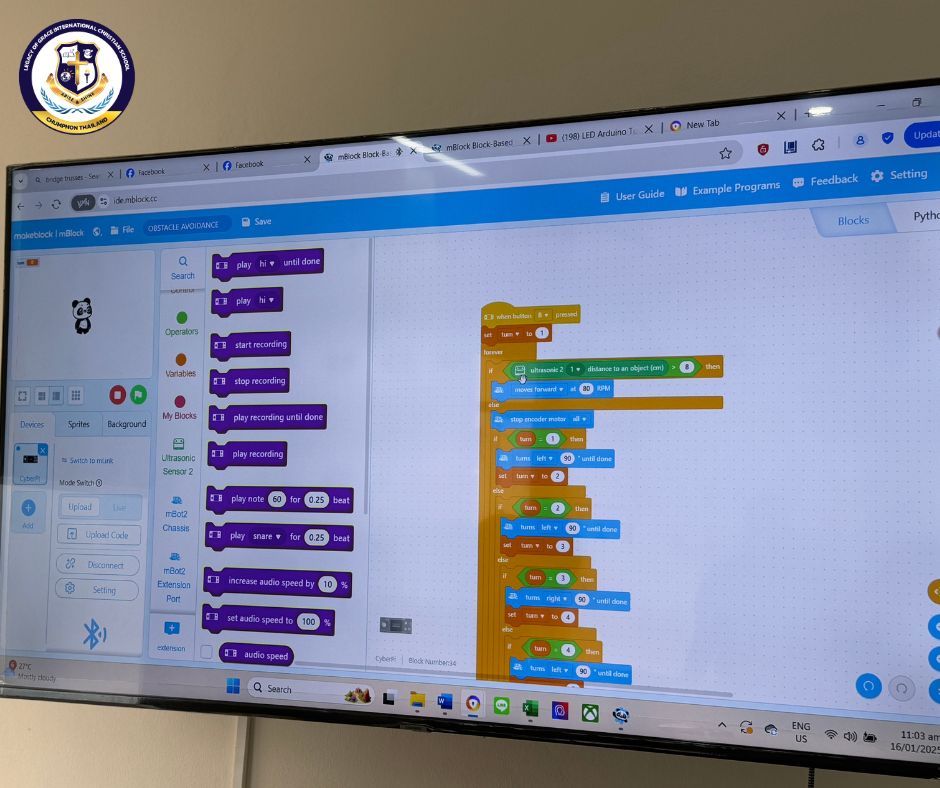 LEGACY OF GRACE INTERNATIONAL CHRISTIAN SCHOOL
ARISE & SHINE
CHUMPHON THAILAND
bridge trusses - Sea
Facebook
Facebook
mBlock Block-Ba
mBlock Block-Based
(198) LED Arduino T
New Tab
VPN
ide.mblock.cc
Updat
makeblock | mBlock
File
OBSTACLE AVOIDANCE
Save
User Guide
Example Programs
Feedback
Setting
Blocks
Pytho
Search
Control
Operators
Variables
My Blocks
Ultrasonic
Sensor 2
mBot2
Chassis
mBot2
Extension
Port
extension
Devices
Sprites
Background
CyberPi
Add
Switch to mLink
Mode Switch
Upload
Live
Upload Code
Disconnect
Setting
play hi until done
play hi
start recording
stop recording
play recording until done
play recording
play note 60 for 0.25 beat
play snare for 0.25 beat
increase audio speed by 10 %
set audio speed to 100 %
audio speed
when button B pressed
set turn to 1
forever
if ultrasonic 2 1 distance to an object (cm) > 8 then
moves forward at 80 RPM
else
stop encoder motor all
if turn = 1 then
turns left 90 ° until done
set turn to 2
else
if turn = 2 then
turns left 90 ° until done
set turn to 3
else
if turn = 3 then
turns right 90 ° until done
set turn to 4
else
if turn = 4 then
turns left 90 ° until done
CyberPi
Block Number:34
27°C
Mostly cloudy
Search
ENG
US
11:03 am
16/01/2025